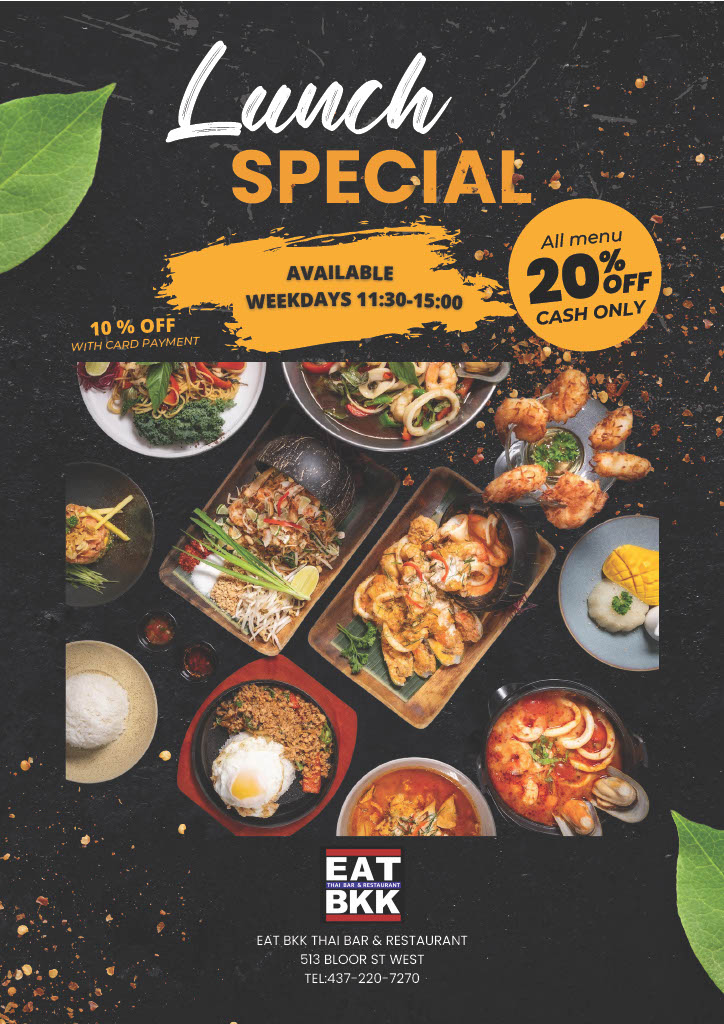 Lunch
SPECIAL
All menu
20% OFF
CASH ONLY
AVAILABLE
WEEKDAYS 11:30-15:00
10 % OFF
WITH CARD PAYMENT
EAT
THAI BAR & RESTAURANT
BKK
EAT BKK THAI BAR & RESTAURANT
513 BLOOR ST WEST
TEL:437-220-7270